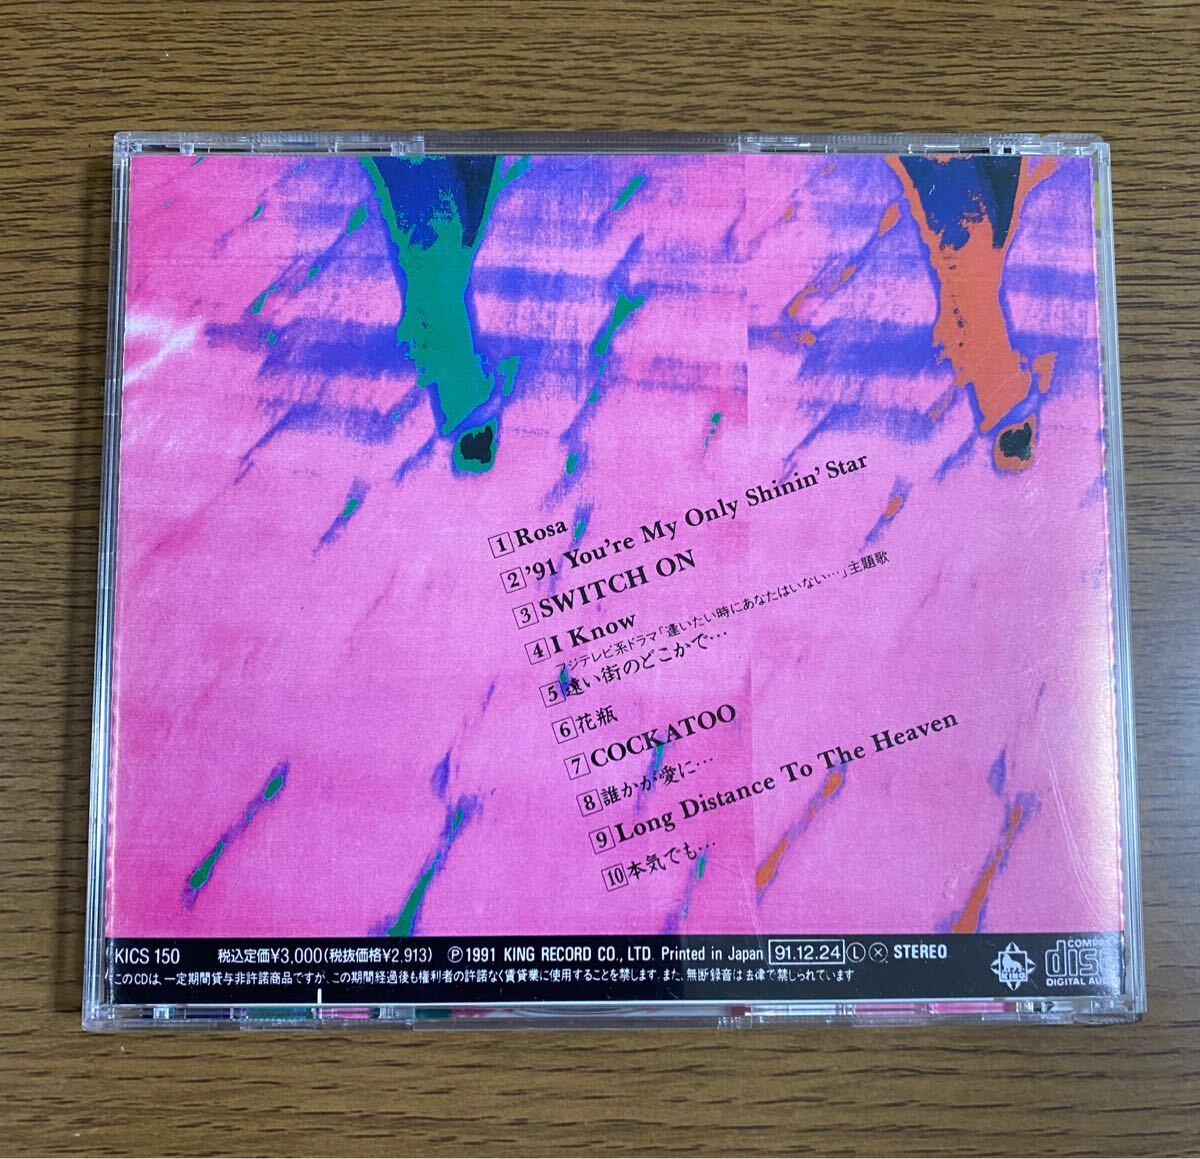 1 Rosa
2 '91 You're My Only Shinin' Star
3 SWITCH ON
4 I Know
フジテレビ系ドラマ「逢いたい時にあなたはいない…」主題歌
5 遠い街のどこかで…
6 花瓶
7 COCKATOO
8 誰かが愛に…
9 Long Distance To The Heaven
10 本気でも…
KICS 150 税込定価¥3,000(税抜価格¥2,913) Ⓟ1991 KING RECORD CO., LTD. Printed in Japan 91.12.24 Ⓛ ⓧ STEREO
このCDは、一定期間貸与非許諾商品ですが、この期間経過後も権利者の許諾なく賃貸業に使用することを禁じます。また、無断録音は法律で禁じられています
KING
COMPA
disc
DIGITAL AUD